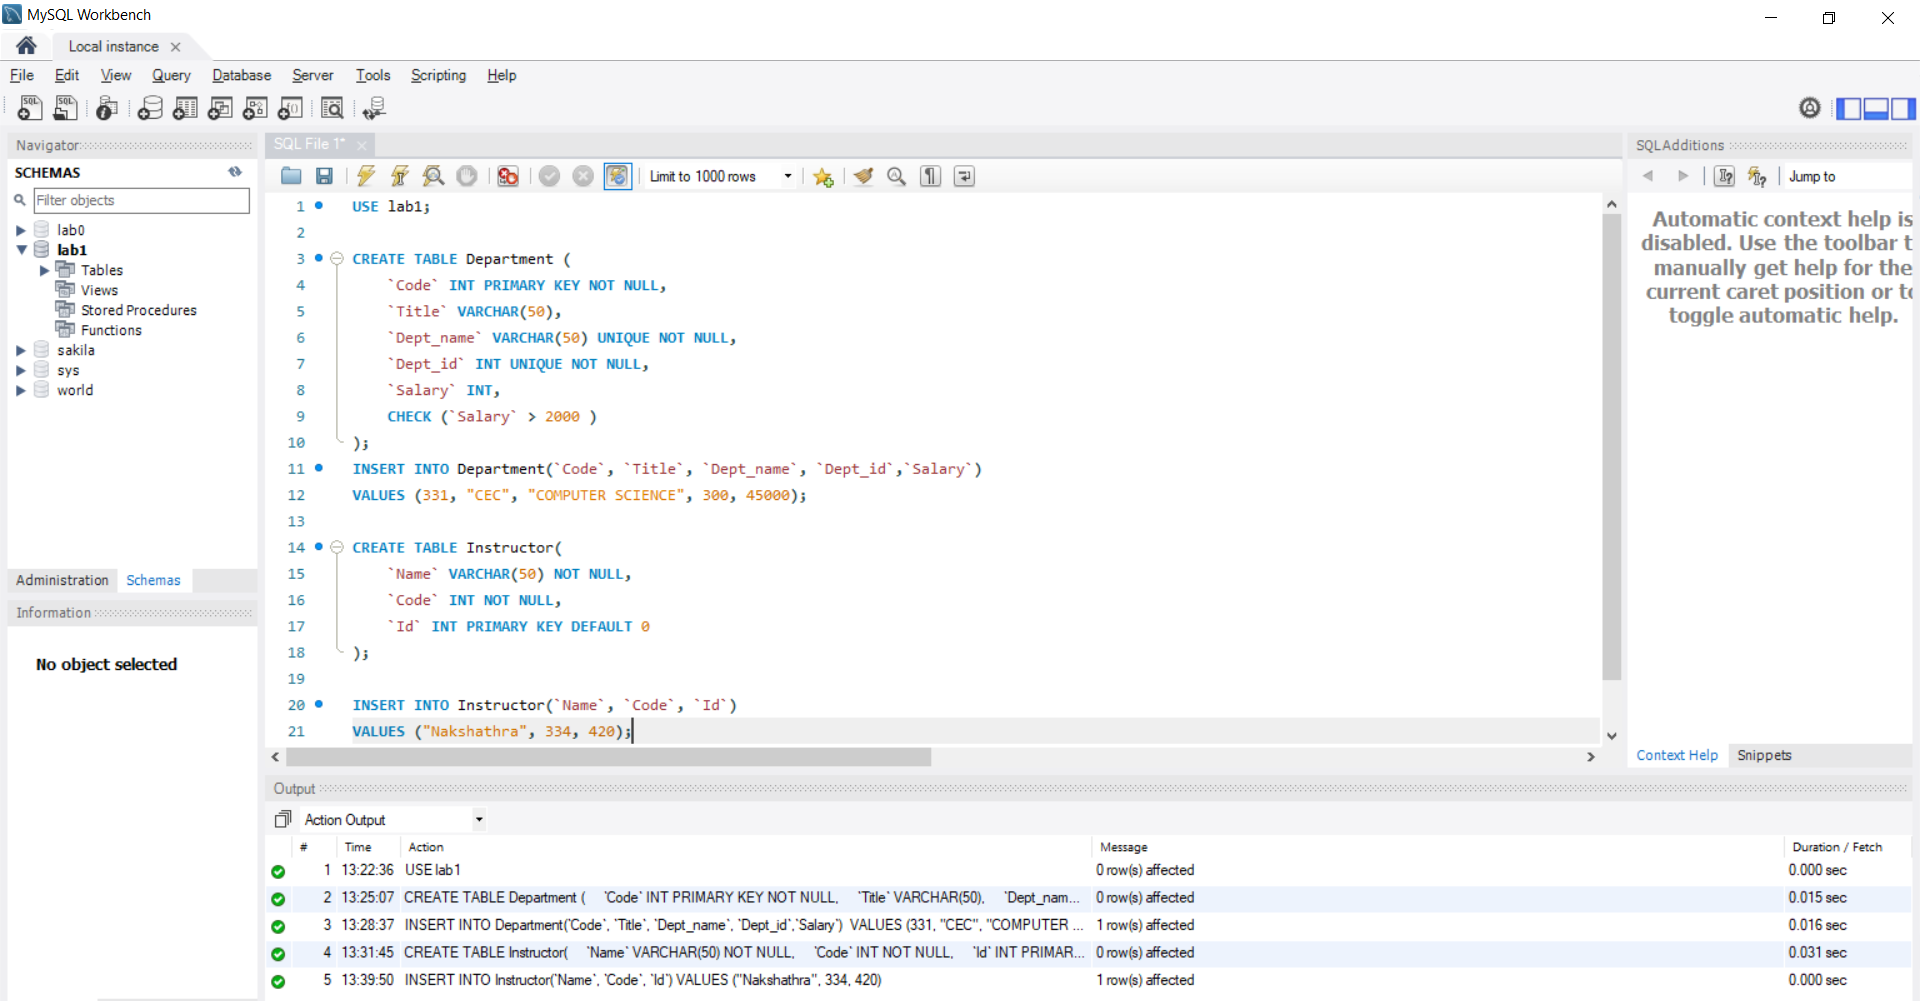 MySQL Workbench
Local instance
File Edit View Query Database Server Tools Scripting Help
Navigator
SCHEMAS
Filter objects
lab0
lab1
Tables
Views
Stored Procedures
Functions
sakila
sys
world
Administration Schemas
Information
No object selected
SQL File 1*
Limit to 1000 rows
1 USE lab1;
2
3 CREATE TABLE Department (
4 `Code` INT PRIMARY KEY NOT NULL,
5 `Title` VARCHAR(50),
6 `Dept_name` VARCHAR(50) UNIQUE NOT NULL,
7 `Dept_id` INT UNIQUE NOT NULL,
8 `Salary` INT,
9 CHECK (`Salary` > 2000 )
10 );
11 INSERT INTO Department(`Code`, `Title`, `Dept_name`, `Dept_id`,`Salary`)
12 VALUES (331, "CEC", "COMPUTER SCIENCE", 300, 45000);
13
14 CREATE TABLE Instructor(
15 `Name` VARCHAR(50) NOT NULL,
16 `Code` INT NOT NULL,
17 `Id` INT PRIMARY KEY DEFAULT 0
18 );
19
20 INSERT INTO Instructor(`Name`, `Code`, `Id`)
21 VALUES ("Nakshathra", 334, 420);
SQLAdditions
Jump to
Automatic context help is
disabled. Use the toolbar t
manually get help for the
current caret position or to
toggle automatic help.
Context Help Snippets
Output
Action Output
# Time Action Message Duration / Fetch
1 13:22:36 USE lab1 0 row(s) affected 0.000 sec
2 13:25:07 CREATE TABLE Department ( `Code` INT PRIMARY KEY NOT NULL, `Title` VARCHAR(50), `Dept_nam... 0 row(s) affected 0.015 sec
3 13:28:37 INSERT INTO Department(`Code`, `Title`, `Dept_name`, `Dept_id`,`Salary`) VALUES (331, "CEC", "COMPUTER ... 1 row(s) affected 0.016 sec
4 13:31:45 CREATE TABLE Instructor( `Name` VARCHAR(50) NOT NULL, `Code` INT NOT NULL, `Id` INT PRIMAR... 0 row(s) affected 0.031 sec
5 13:39:50 INSERT INTO Instructor(`Name`, `Code`, `Id`) VALUES ("Nakshathra", 334, 420) 1 row(s) affected 0.000 sec